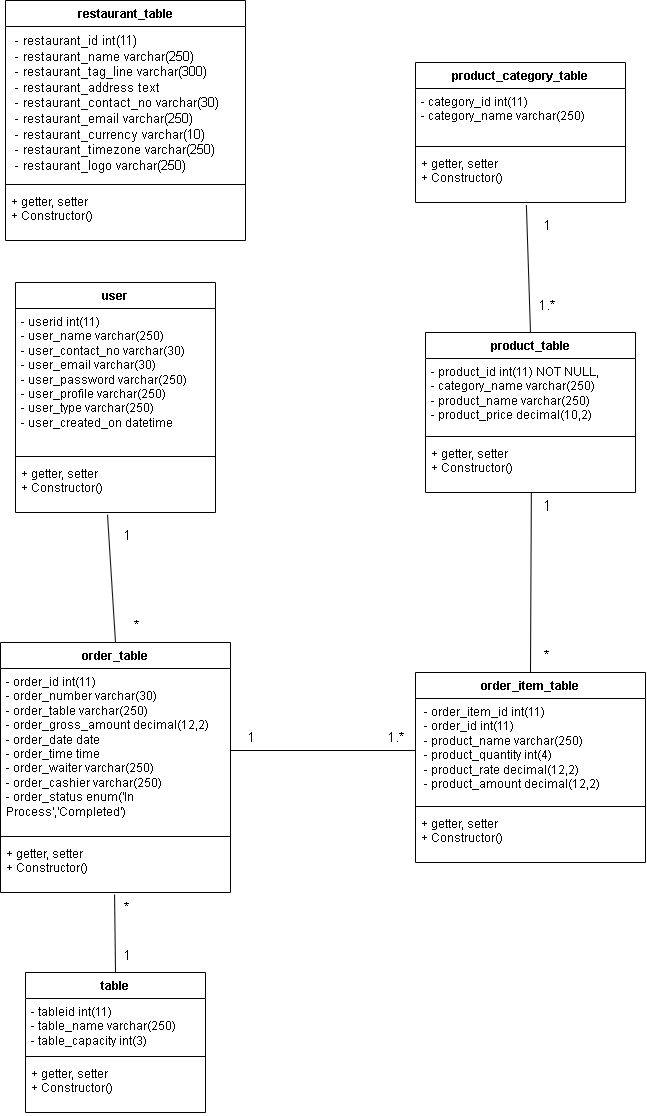 restaurant_table
- restaurant_id int(11)
- restaurant_name varchar(250)
- restaurant_tag_line varchar(300)
- restaurant_address text
- restaurant_contact_no varchar(30)
- restaurant_email varchar(250)
- restaurant_currency varchar(10)
- restaurant_timezone varchar(250)
- restaurant_logo varchar(250)
+ getter, setter
+ Constructor()
product_category_table
- category_id int(11)
- category_name varchar(250)
+ getter, setter
+ Constructor()
1
1.*
user
- userid int(11)
- user_name varchar(250)
- user_contact_no varchar(30)
- user_email varchar(30)
- user_password varchar(250)
- user_profile varchar(250)
- user_type varchar(250)
- user_created_on datetime
+ getter, setter
+ Constructor()
1
*
product_table
- product_id int(11) NOT NULL,
- category_name varchar(250)
- product_name varchar(250)
- product_price decimal(10,2)
+ getter, setter
+ Constructor()
1
*
order_table
- order_id int(11)
- order_number varchar(30)
- order_table varchar(250)
- order_gross_amount decimal(12,2)
- order_date date
- order_time time
- order_waiter varchar(250)
- order_cashier varchar(250)
- order_status enum('In
Process','Completed')
+ getter, setter
+ Constructor()
1
1.*
order_item_table
- order_item_id int(11)
- order_id int(11)
- product_name varchar(250)
- product_quantity int(4)
- product_rate decimal(12,2)
- product_amount decimal(12,2)
+ getter, setter
+ Constructor()
*
1
table
- tableid int(11)
- table_name varchar(250)
- table_capacity int(3)
+ getter, setter
+ Constructor()